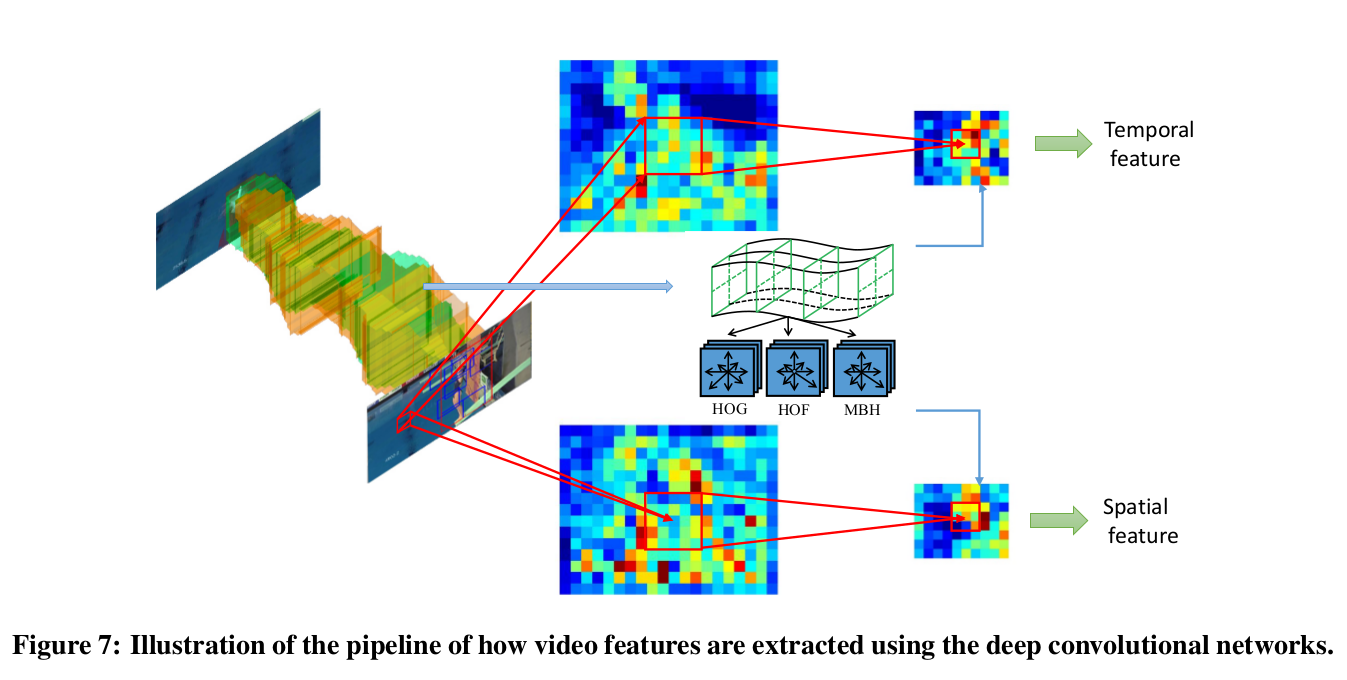 Temporal
feature
HOG HOF MBH
Spatial
feature
Figure 7: Illustration of the pipeline of how video features are extracted using the deep convolutional networks.